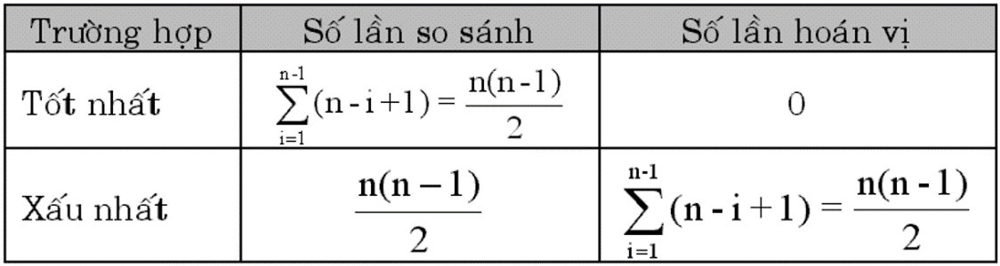 Trường hợp Số lần so sánh Số lần hoán vị
Tốt nhất \sum_{i=1}^{n-1}(n-i+1) = \frac{n(n-1)}{2} 0
Xấu nhất \frac{n(n-1)}{2} \sum_{i=1}^{n-1}(n-i+1) = \frac{n(n-1)}{2}